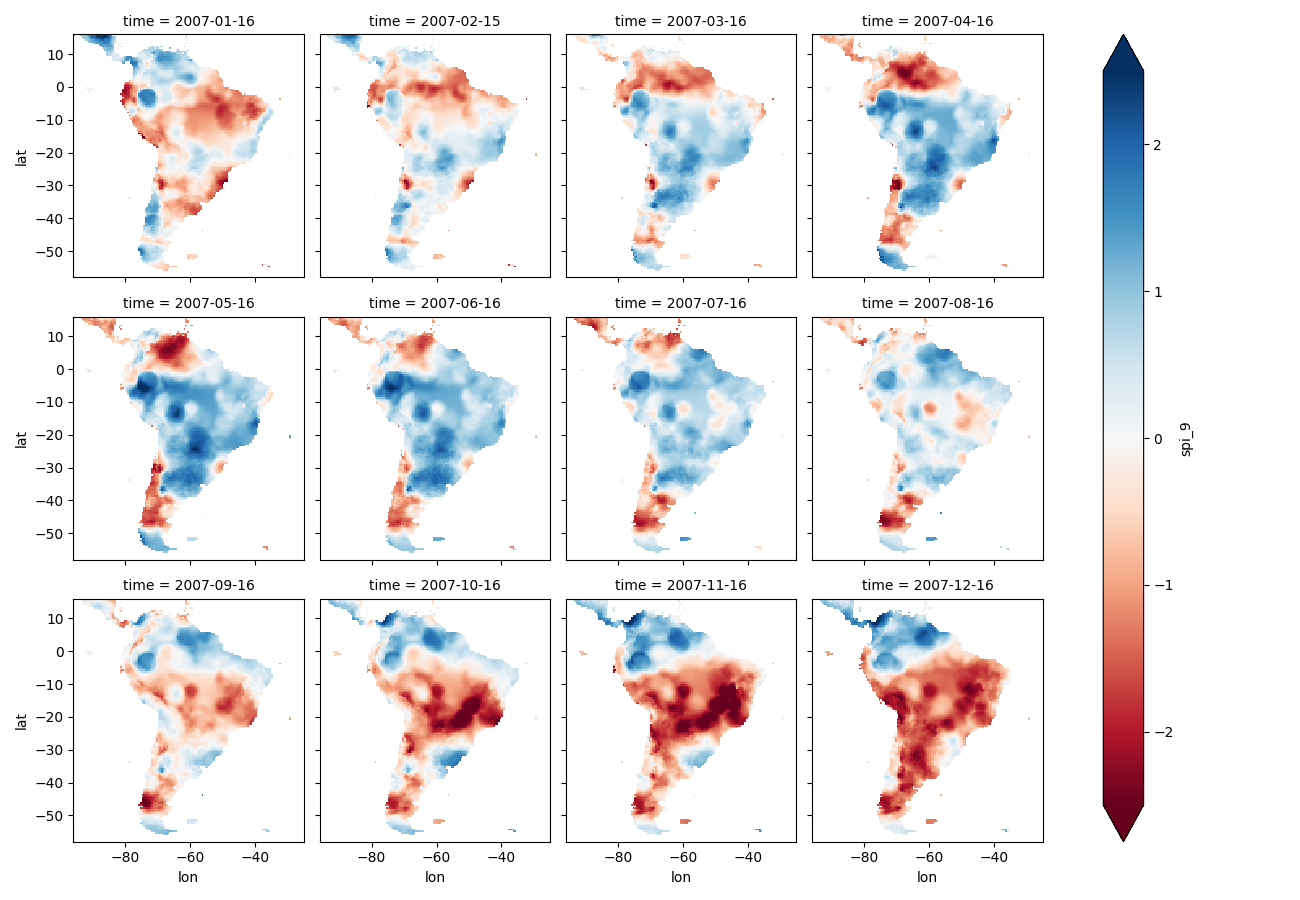 time = 2007-01-16
time = 2007-02-15
time = 2007-03-16
time = 2007-04-16
10
0
−10
−20
−30
−40
−50
lat
2
1
0
−1
−2
spi_9
time = 2007-05-16
time = 2007-06-16
time = 2007-07-16
time = 2007-08-16
10
0
−10
−20
−30
−40
−50
lat
time = 2007-09-16
time = 2007-10-16
time = 2007-11-16
time = 2007-12-16
10
0
−10
−20
−30
−40
−50
lat
−80 −60 −40
lon
−80 −60 −40
lon
−80 −60 −40
lon
−80 −60 −40
lon